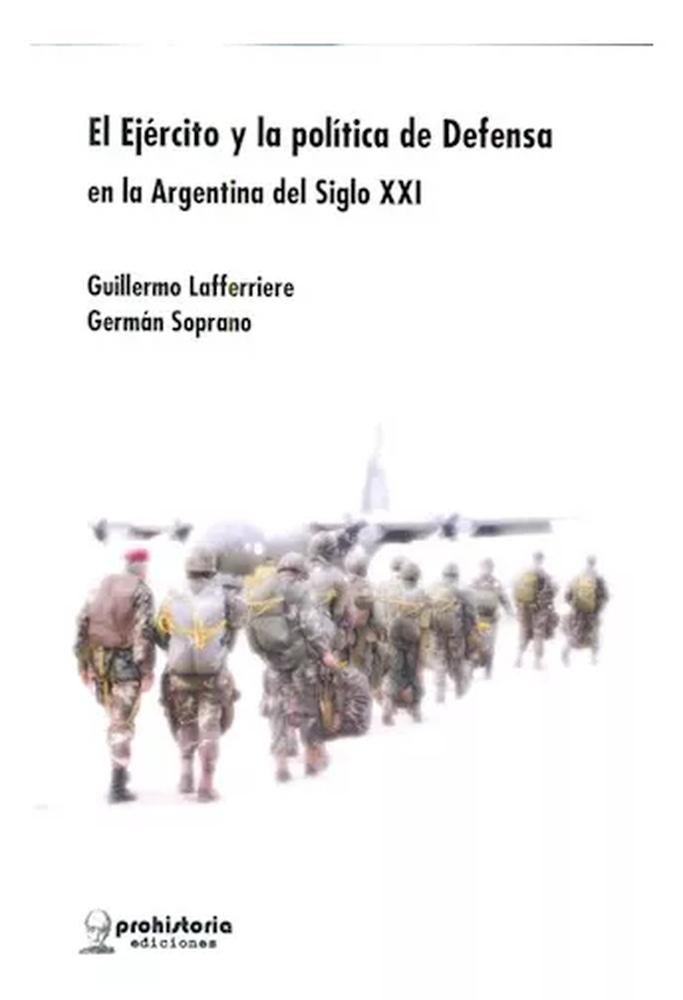 El Ejército y la política de Defensa
en la Argentina del Siglo XXI
Guillermo Lafferriere
Germán Soprano
prohistoria
ediciones